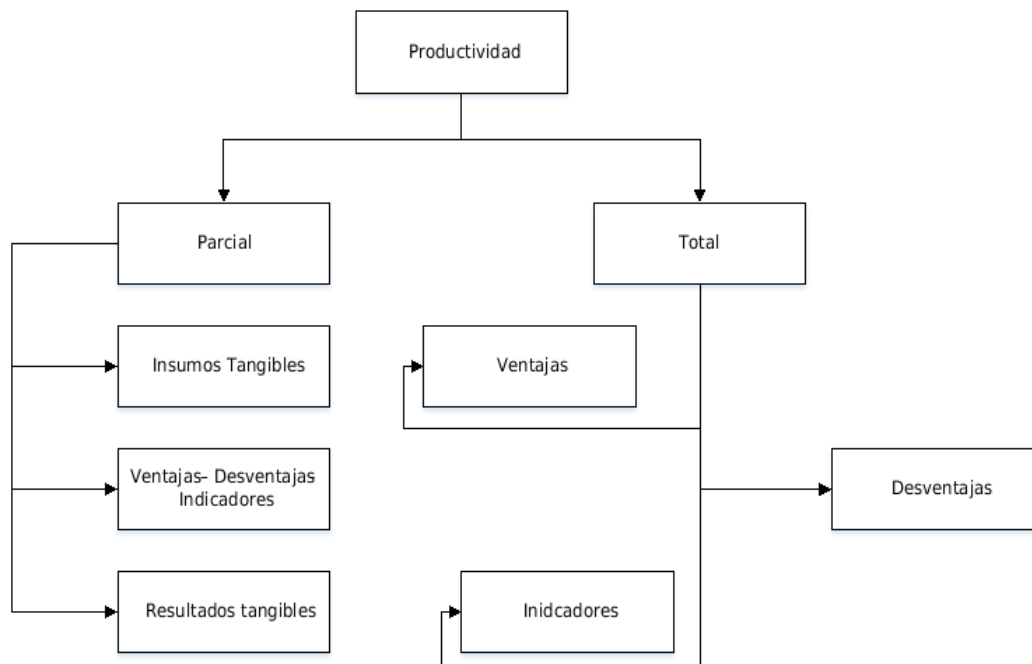 Productividad
Parcial
Total
Insumos Tangibles
Ventajas
Ventajas– Desventajas
Indicadores
Desventajas
Resultados tangibles
Inidcadores